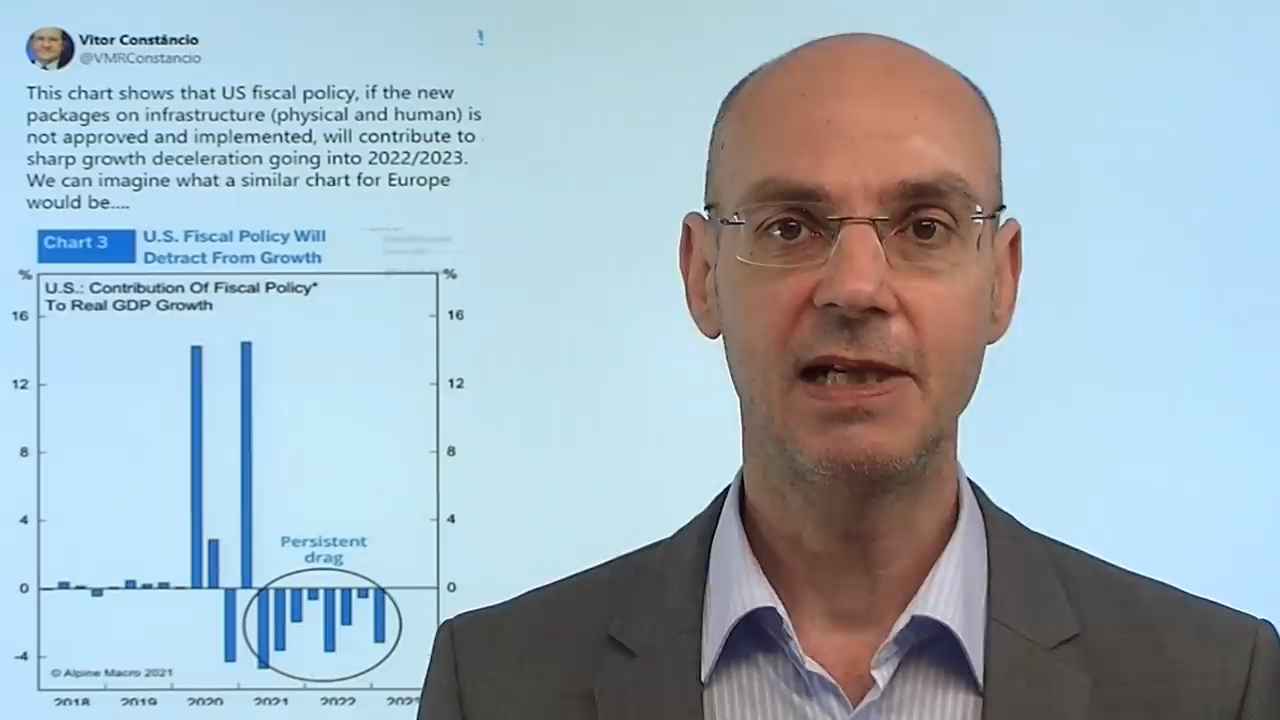 Vitor Constâncio
@VMRConstancio
This chart shows that US fiscal policy, if the new
packages on infrastructure (physical and human) is
not approved and implemented, will contribute to
sharp growth deceleration going into 2022/2023.
We can imagine what a similar chart for Europe
would be....
Chart 3
U.S. Fiscal Policy Will
Detract From Growth
% %
U.S.: Contribution Of Fiscal Policy*
To Real GDP Growth
16 16
12 12
8 8
4 4
Persistent
drag
0 0
-4 -4
© Alpine Macro 2021
2018 2019 2020 2021 2022